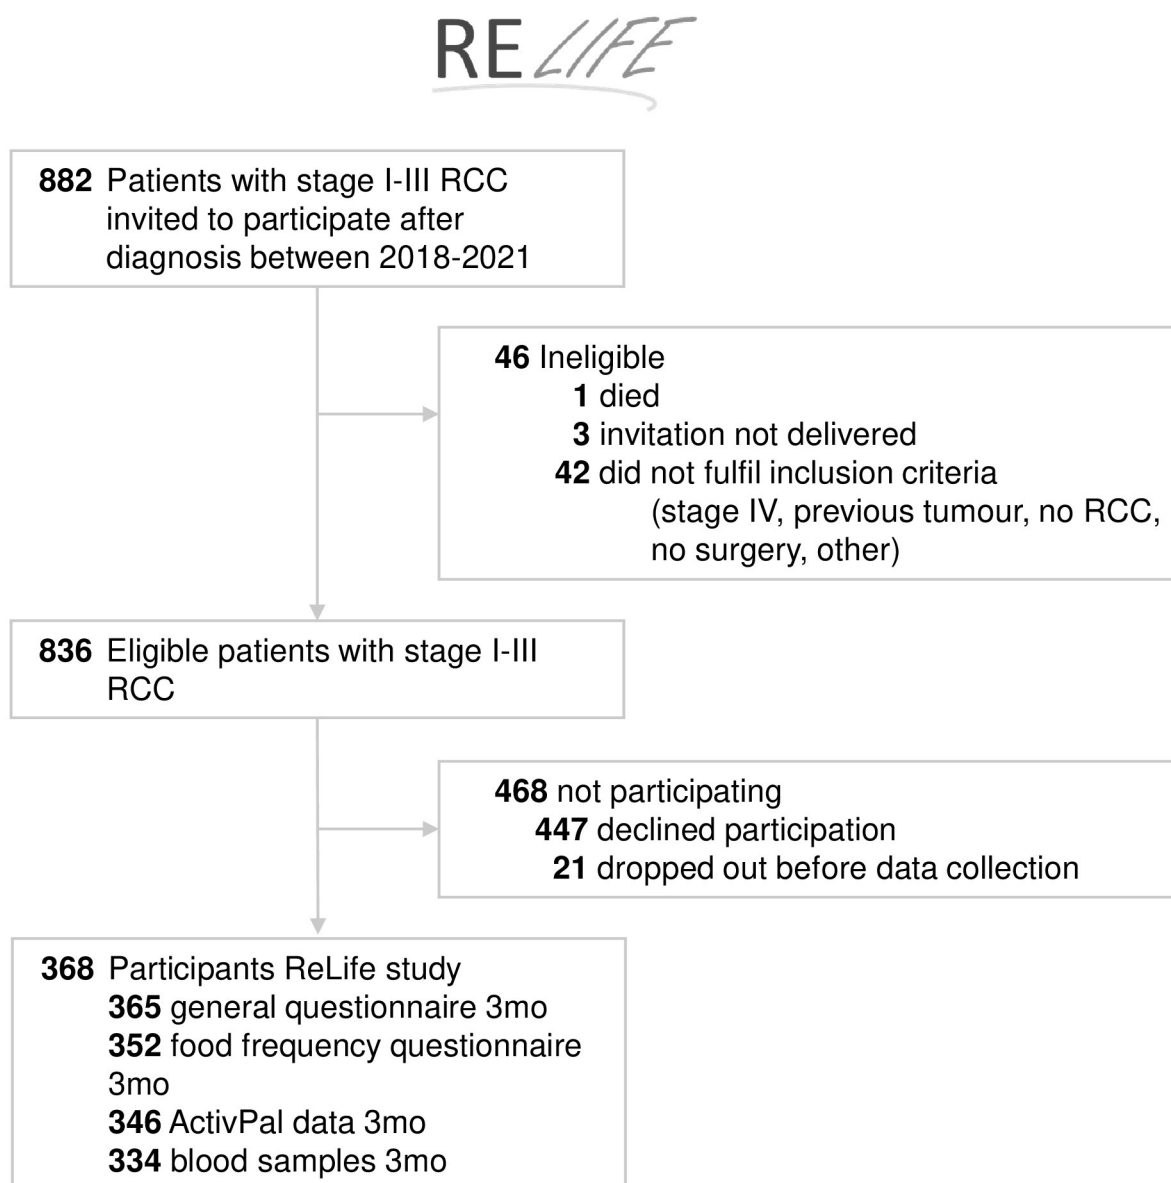 RE LIFE
882 Patients with stage I-III RCC
invited to participate after
diagnosis between 2018-2021
46 Ineligible
1 died
3 invitation not delivered
42 did not fulfil inclusion criteria
(stage IV, previous tumour, no RCC,
no surgery, other)
836 Eligible patients with stage I-III
RCC
468 not participating
447 declined participation
21 dropped out before data collection
368 Participants ReLife study
365 general questionnaire 3mo
352 food frequency questionnaire
3mo
346 ActivPal data 3mo
334 blood samples 3mo